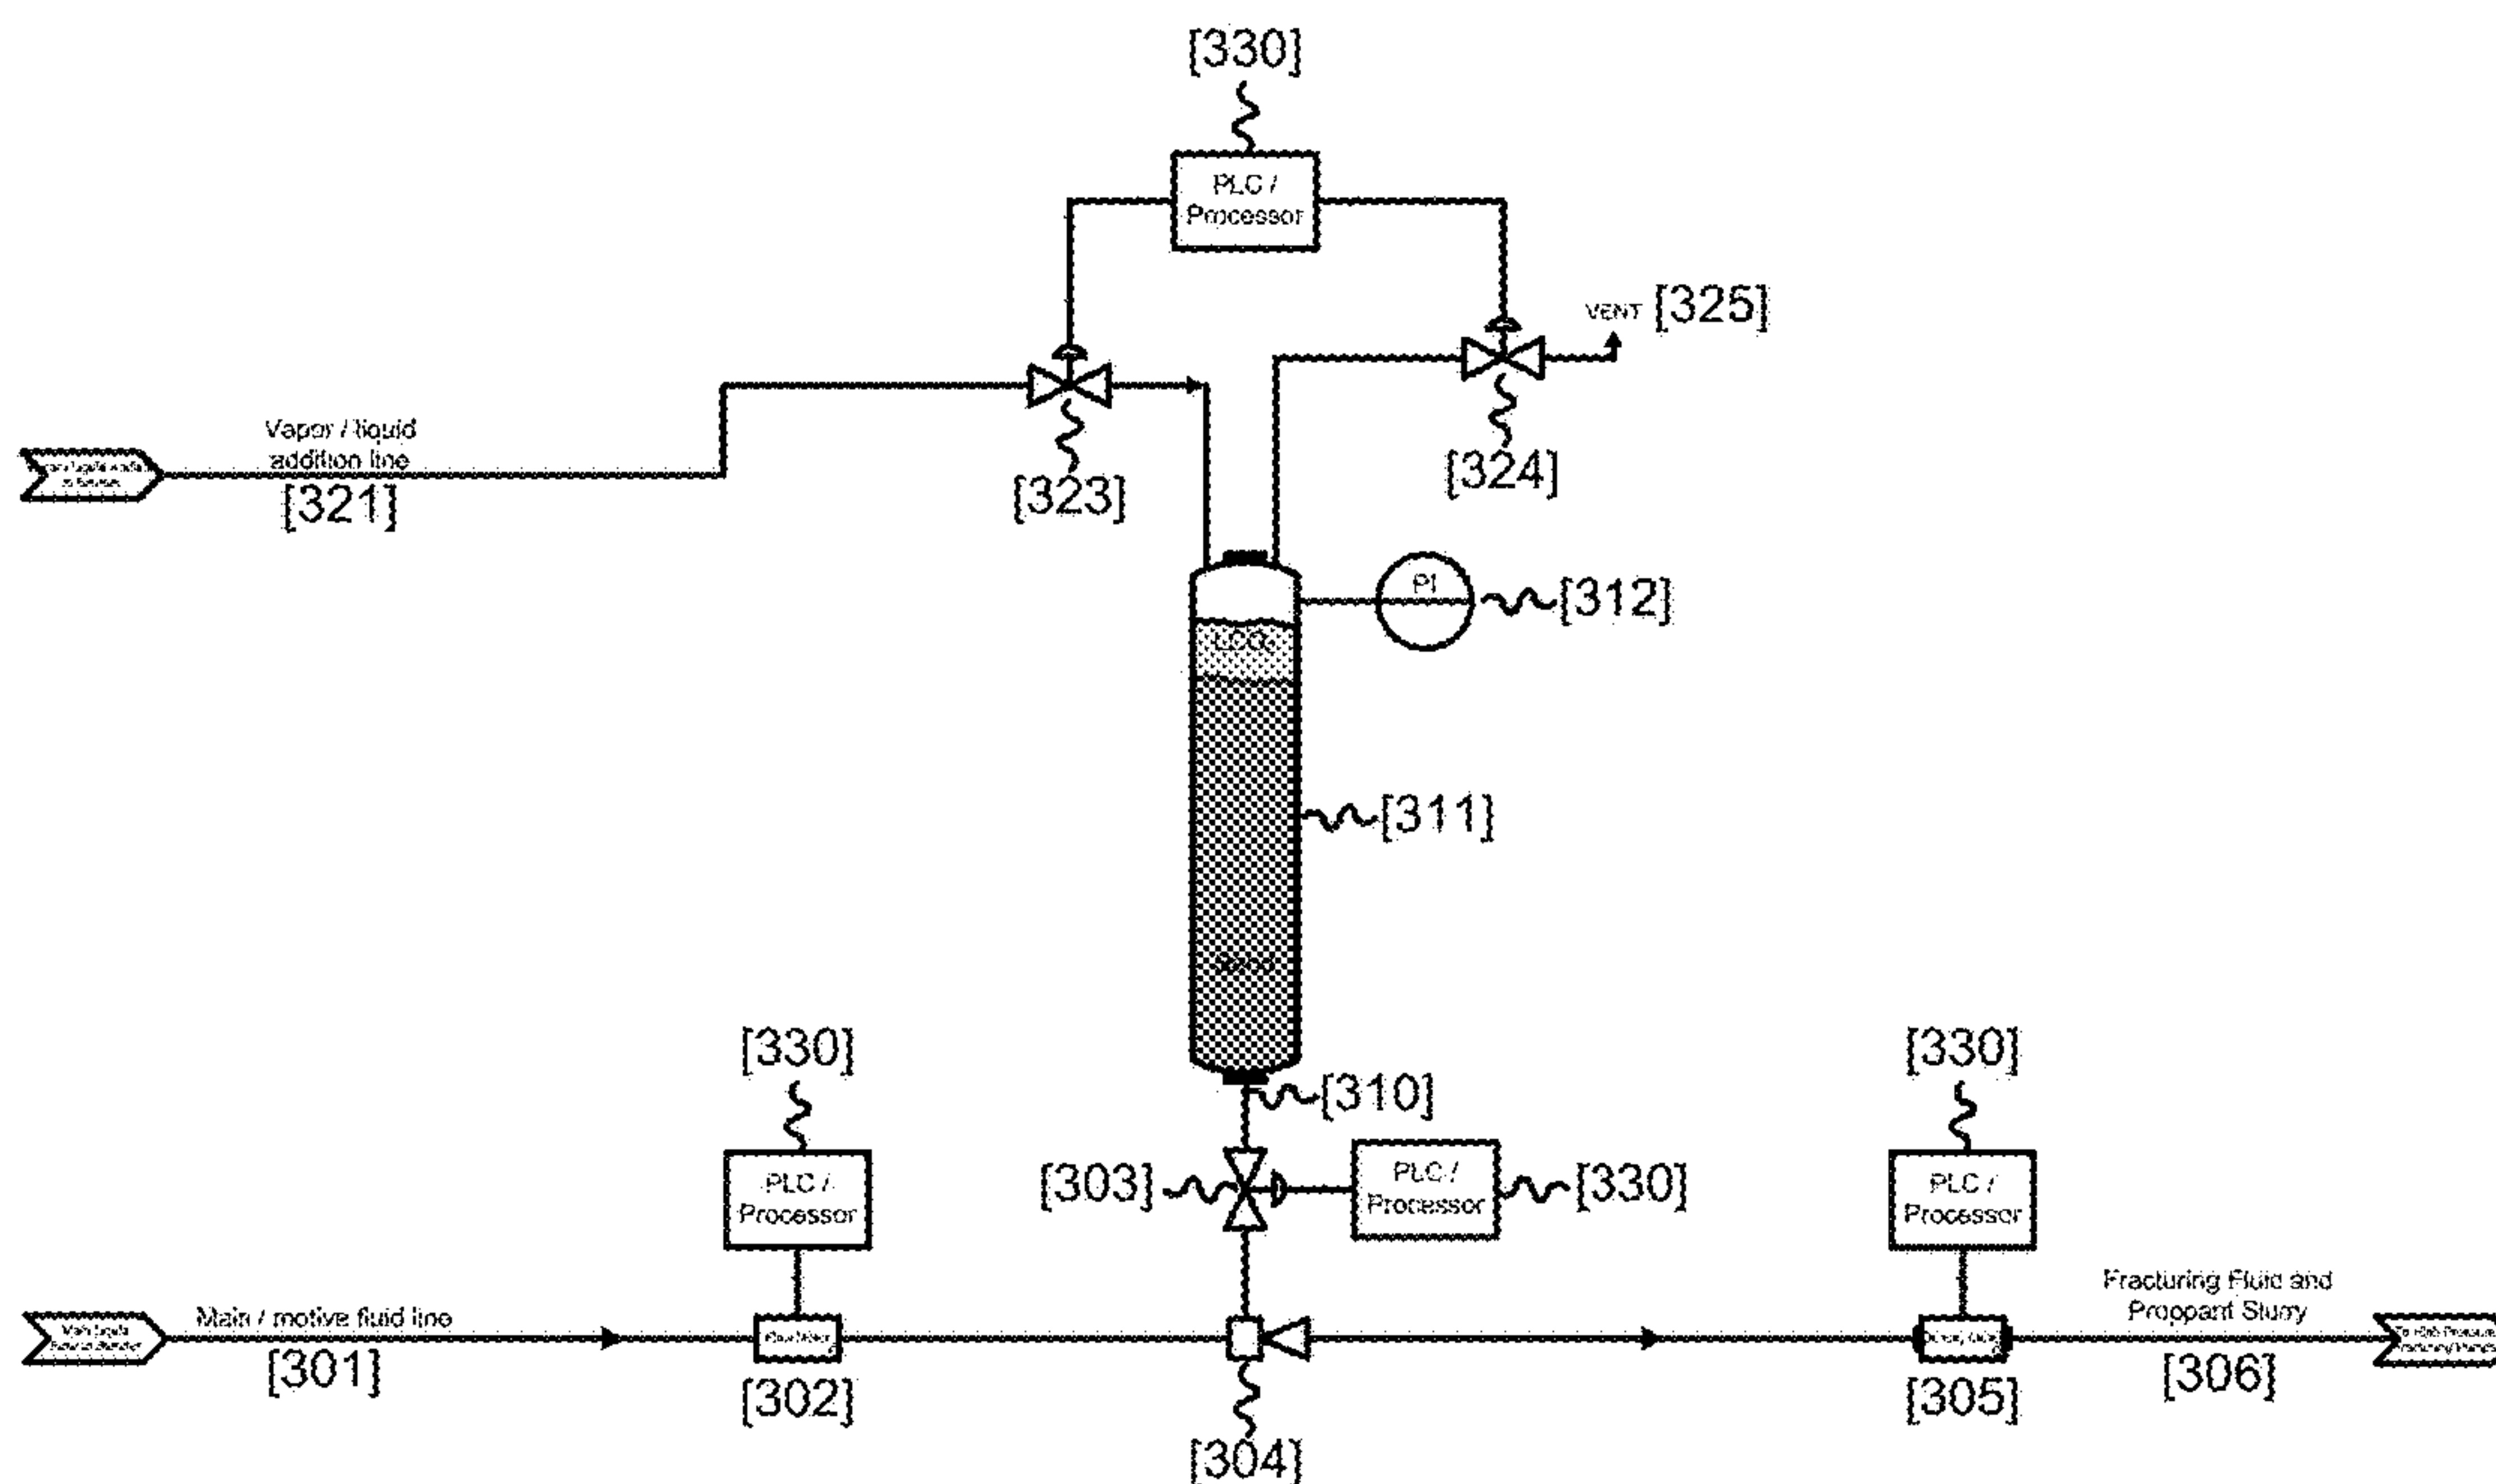 [330]
PLC /
Processor
VENT [325]
Vapor / liquid
addition line
[321]
[323]
[324]
PI
[312]
LCO₂
[311]
[330]
[330]
[310]
PLC /
Processor
[303]
PLC /
Processor
[330]
PLC /
Processor
Main / motive fluid line
[301]
[302]
[304]
[305]
Fracturing Fluid and
Proppant Slurry
[306]